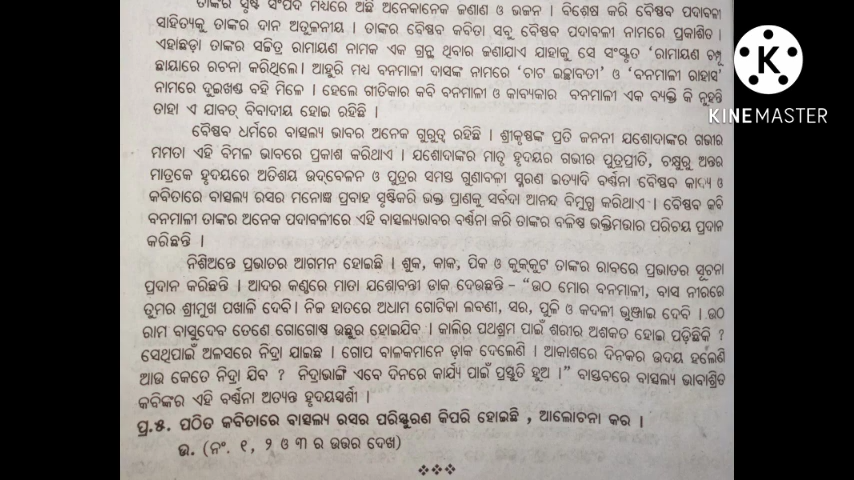 ତାଙ୍କର ସୃଷ୍ଟ ସଂପଦ ମଧ୍ୟରେ ଅଛି ଅନେକାନେକ ଜଣାଣ ଓ ଭଜନ । ବିଶେଷ କରି ବୈଷ୍ଣବ ପଦାବଳୀ
ସାହିତ୍ୟକୁ ତାଙ୍କର ଦାନ ଅତୁଳନୀୟ । ତାଙ୍କର ବୈଷ୍ଣବ କବିତା ସବୁ ବୈଷ୍ଣବ ପଦାବଳୀ ନାମରେ ପ୍ରକାଶିତ ।
ଏହାଛଡ଼ା ତାଙ୍କର ସଚ୍ଚିତ୍ର ରାମାୟଣ ନାମକ ଏକ ଗ୍ରନ୍ଥ ଥିବାର ଜଣାଯାଏ ଯାହାକୁ ସେ ସଂସ୍କୃତ ‘ରାମାୟଣ ଚମ୍ପୂ
ଛାୟାରେ ରଚନା କରିଥିଲେ । ଆହୁରି ମଧ୍ୟ ବନମାଳୀ ଦାସଙ୍କ ନାମରେ ‘ଚାଟ ଇଚ୍ଛାବତୀ’ ଓ ‘ବନମାଳୀ ରାହାସ’
ନାମରେ ଦୁଇଖଣ୍ଡ ବହି ମିଳେ । ହେଲେ ଗୀତିକାର କବି ବନମାଳୀ ଓ କାବ୍ୟକାର ବନମାଳୀ ଏକ ବ୍ୟକ୍ତି କି ନୁହନ୍ତି
ତାହା ଏ ଯାବତ୍ ବିବାଦୀୟ ହୋଇ ରହିଛି ।
ବୈଷ୍ଣବ ଧର୍ମରେ ବାତ୍ସଲ୍ୟ ଭାବର ଅନେକ ଗୁରୁତ୍ୱ ରହିଛି । ଶ୍ରୀକୃଷ୍ଣଙ୍କ ପ୍ରତି ଜନନୀ ଯଶୋଦାଙ୍କର ଗଭୀର
ମମତା ଏହି ବିମଳ ଭାବରେ ପ୍ରକାଶ କରିଥାଏ । ଯଶୋଦାଙ୍କର ମାତୃ ହୃଦୟର ଗଭୀର ପୁତ୍ରପ୍ରୀତି, ଚକ୍ଷୁରୁ ଅନ୍ତର
ମାତ୍ରକେ ହୃଦୟରେ ଅତିଶୟ ଉଦ୍‌ବେଳନ ଓ ପୁତ୍ରର ସମସ୍ତ ଗୁଣାବଳୀ ସ୍ମରଣ ଇତ୍ୟାଦି ବର୍ଣ୍ଣନା ବୈଷ୍ଣବ କାବ୍ୟ ଓ
କବିତାରେ ବାତ୍ସଲ୍ୟ ରସର ମନୋଜ୍ଞ ପ୍ରବାହ ସୃଷ୍ଟିକରି ଭକ୍ତ ପ୍ରାଣକୁ ସର୍ବଦା ଆନନ୍ଦ ବିମୁଗ୍ଧ କରିଥାଏ । ବୈଷ୍ଣବ କବି
ବନମାଳୀ ତାଙ୍କର ଅନେକ ପଦାବଳୀରେ ଏହି ବାତ୍ସଲ୍ୟଭାବର ବର୍ଣ୍ଣନା କରି ତାଙ୍କର ବଳିଷ୍ଠ ଭକ୍ତିମତ୍ତାର ପରିଚୟ ପ୍ରଦାନ
କରିଛନ୍ତି ।
ନିଶିଅନ୍ତେ ପ୍ରଭାତର ଆଗମନ ହୋଇଛି । ଶୁକ, କାକ, ପିକ ଓ କୁକ୍‌କୁଟ ତାଙ୍କର ରାବରେ ପ୍ରଭାତର ସୂଚନା
ପ୍ରଦାନ କରିଛନ୍ତି । ଆଦର କଣ୍ଠରେ ମାତା ଯଶୋବନ୍ତୀ ଡାକ ଦେଉଛନ୍ତି – “ଉଠ ମୋର ବନମାଳୀ, ବାସ ନୀରରେ
ତୁମର ଶ୍ରୀମୁଖ ପଖାଳି ଦେବି । ନିଜ ହାତରେ ଅଧାମ ଗୋଟିକା ଲବଣୀ, ସର, ପୁଳି ଓ କଦଳୀ ଭୁଞ୍ଜାଇ ଦେବି । ଉଠ
ରାମ ବାସୁଦେବ ତେଣେ ଗୋଗୋଷ୍ଠ ଉଛୁର ହୋଇଯିବ । କାଲିର ପଥଶ୍ରମ ପାଇଁ ଶରୀର ଅଶକତ ହୋଇ ପଡ଼ିଛିକି ?
ସେଥିପାଇଁ ଅଳସରେ ନିଦ୍ରା ଯାଇଛ । ଗୋପ ବାଳକମାନେ ଡ଼ାକ ଦେଲେଣି । ଆକାଶରେ ଦିନକର ଉଦୟ ହଲେଣି
ଆଉ କେତେ ନିଦ୍ରା ଯିବ ? ନିଦ୍ରାଭାଙ୍ଗି ଏବେ ଦିନରେ କାର୍ଯ୍ୟ ପାଇଁ ପ୍ରସ୍ତୁତି ହୁଅ ।” ବାସ୍ତବରେ ବାତ୍ସଲ୍ୟ ଭାବାଶ୍ରିତ
କବିଙ୍କର ଏହି ବର୍ଣ୍ଣନା ଅତ୍ୟନ୍ତ ହୃଦୟସ୍ପର୍ଶୀ ।
ପ୍ର.୫. ପଠିତ କବିତାରେ ବାତ୍ସଲ୍ୟ ରସର ପରିସ୍ଫୁରଣ କିପରି ହୋଇଛି , ଆଲୋଚନା କର ।
ଉ. (ନଂ. ୧, ୨ ଓ ୩ ର ଉତ୍ତର ଦେଖ)
KINEMASTER